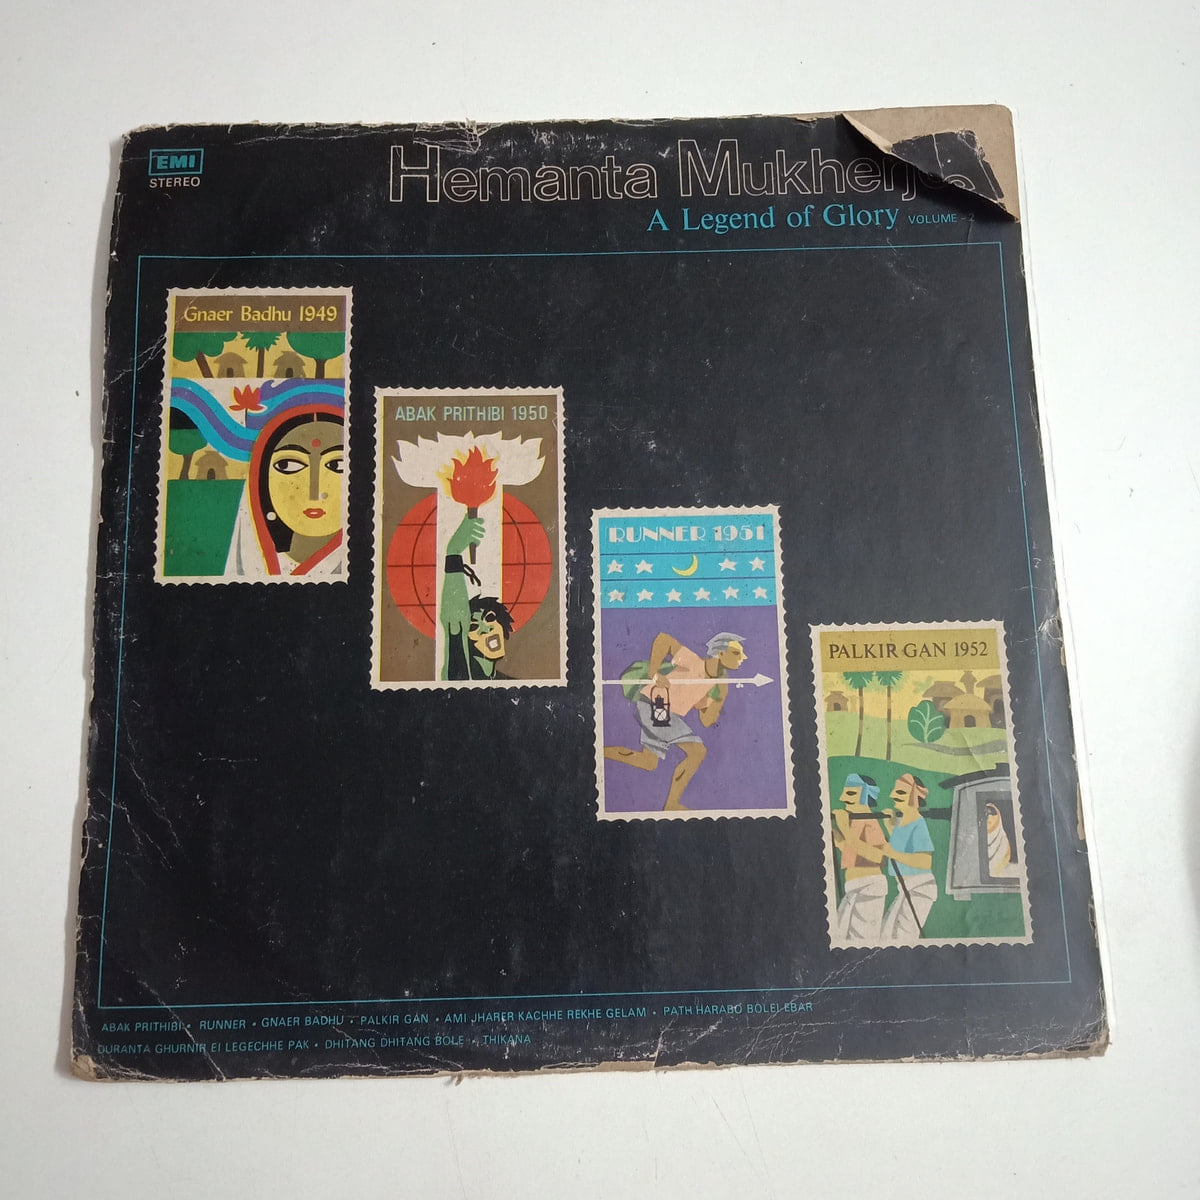 EMI
STEREO
Hemanta Mukherjee
A Legend of Glory VOLUME - 2
Gnaer Badhu 1949
ABAK PRITHIBI 1950
RUNNER 1951
PALKIR GAN 1952
ABAK PRITHIBI • RUNNER • GNAER BADHU • PALKIR GAN • AMI JHARER KACHHE REKHE GELAM • PATH HARABO BOLEI EBAR
DURANTA GHURNIR EI LEGECHHE PAK • DHITANG DHITANG BOLE • THIKANA